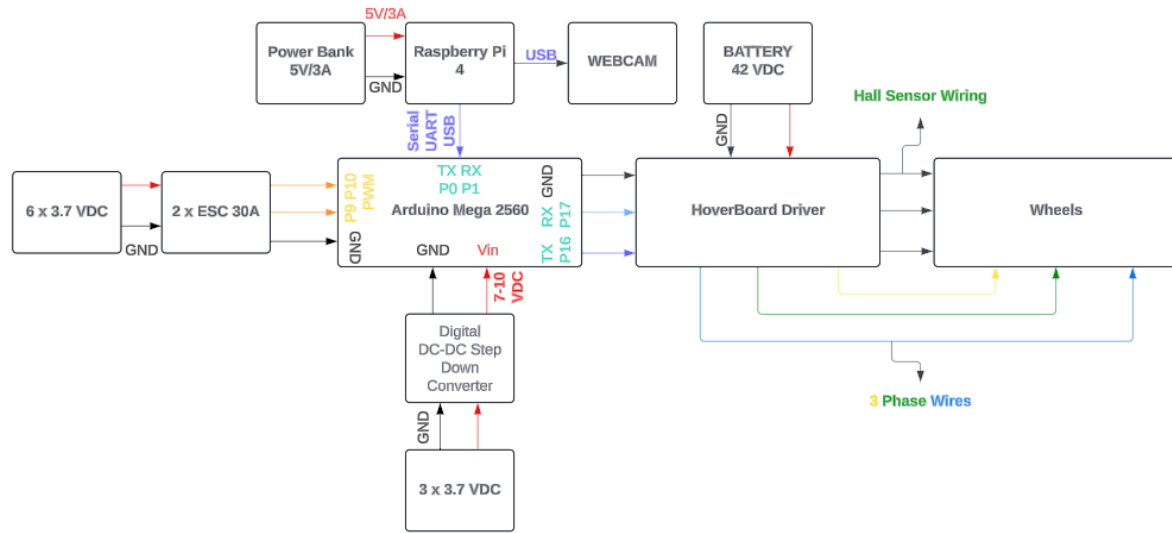 5V/3A
Power Bank
5V/3A
GND
Raspberry Pi
4
USB
WEBCAM
BATTERY
42 VDC
GND
Hall Sensor Wiring
Serial
UART
USB
6 x 3.7 VDC
GND
2 x ESC 30A
P9 P10
PWM
GND
TX RX
P0 P1
Arduino Mega 2560
GND
Vin
GND
RX P17
TX P16
HoverBoard Driver
Wheels
7-10
VDC
Digital
DC-DC Step
Down
Converter
3 Phase Wires
GND
3 x 3.7 VDC